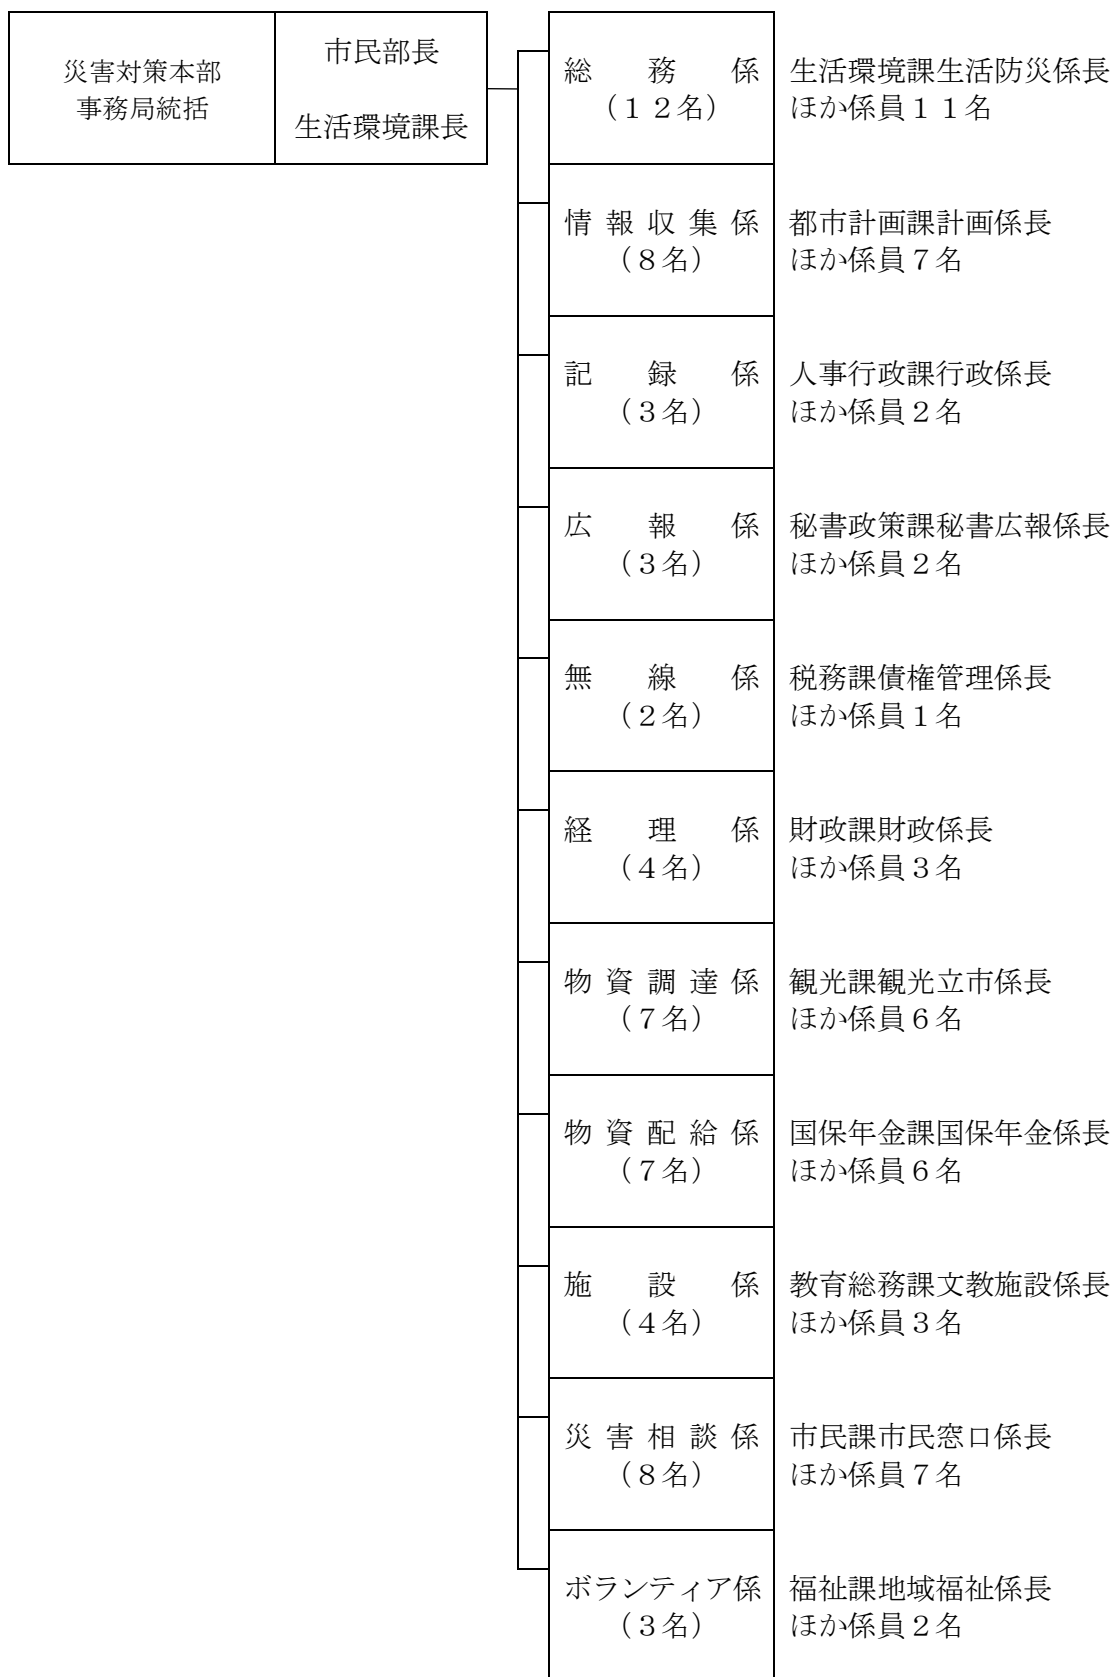 災害対策本部
事務局統括
市民部長
生活環境課長
総務係
（１２名）
生活環境課生活防災係長
ほか係員１１名
情報収集係
（８名）
都市計画課計画係長
ほか係員７名
記録係
（３名）
人事行政課行政係長
ほか係員２名
広報係
（３名）
秘書政策課秘書広報係長
ほか係員２名
無線係
（２名）
税務課債権管理係長
ほか係員１名
経理係
（４名）
財政課財政係長
ほか係員３名
物資調達係
（７名）
観光課観光立市係長
ほか係員６名
物資配給係
（７名）
国保年金課国保年金係長
ほか係員６名
施設係
（４名）
教育総務課文教施設係長
ほか係員３名
災害相談係
（８名）
市民課市民窓口係長
ほか係員７名
ボランティア係
（３名）
福祉課地域福祉係長
ほか係員２名